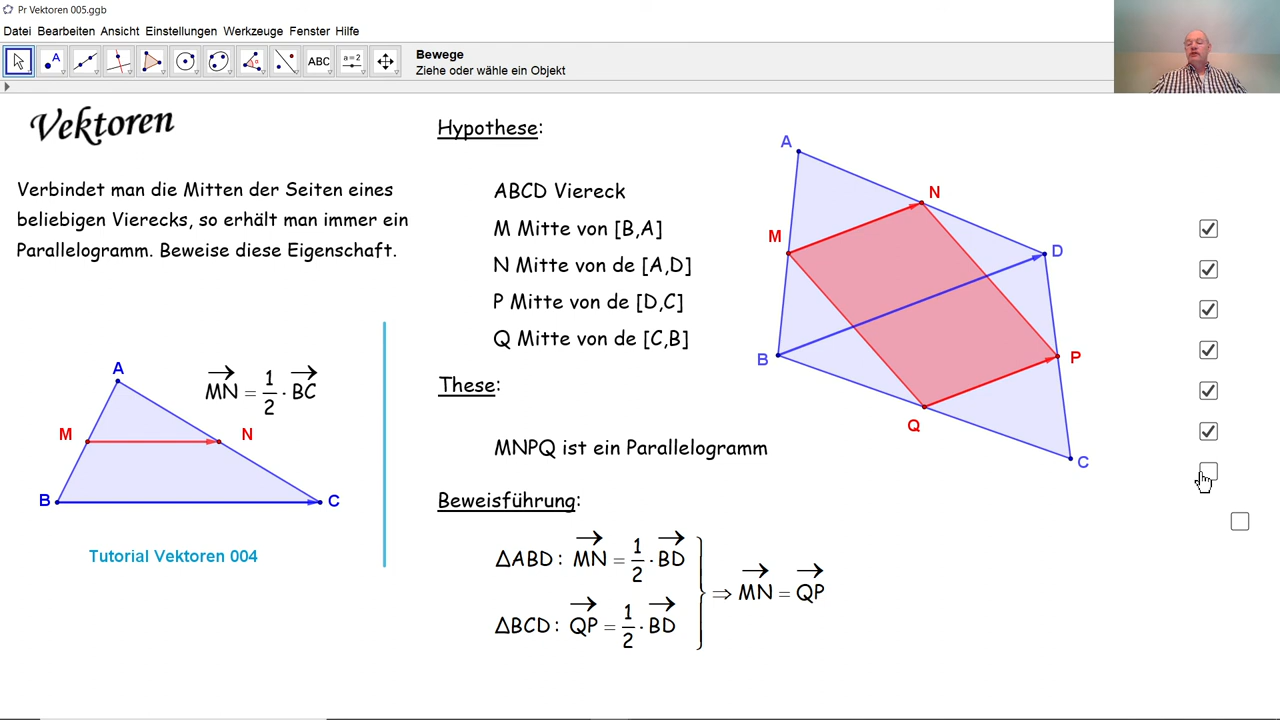 Pr Vektoren 005.ggb
Datei Bearbeiten Ansicht Einstellungen Werkzeuge Fenster Hilfe
A
ABC
a=2
Bewege
Ziehe oder wähle ein Objekt
Vektoren
Verbindet man die Mitten der Seiten eines
beliebigen Vierecks, so erhält man immer ein
Parallelogramm. Beweise diese Eigenschaft.
A
MN = 1/2 · BC
M
N
B
C
Tutorial Vektoren 004
Hypothese:
ABCD Viereck
M Mitte von [B,A]
N Mitte von de [A,D]
P Mitte von de [D,C]
Q Mitte von de [C,B]
These:
MNPQ ist ein Parallelogramm
Beweisführung:
ΔABD: MN = 1/2 · BD
ΔBCD: QP = 1/2 · BD
⇒ MN = QP
A
N
M
D
B
P
Q
C